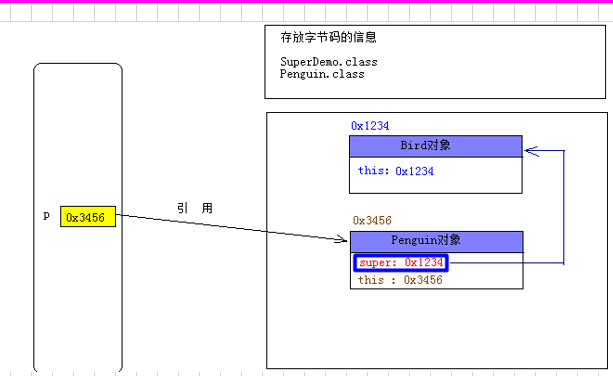 存放字节码的信息
SuperDemo.class
Penguin.class
0x1234
Bird对象
this: 0x1234
p
0x3456
引 用
0x3456
Penguin对象
super: 0x1234
this : 0x3456